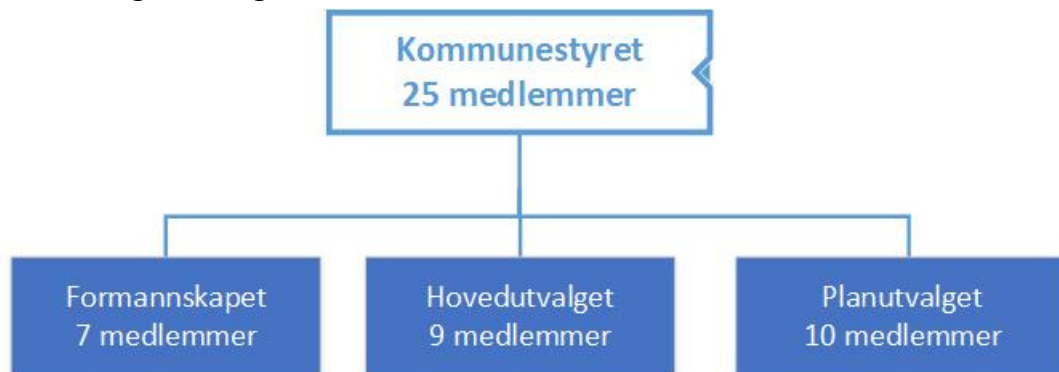 Kommunestyret
25 medlemmer
Formannskapet
7 medlemmer
Hovedutvalget
9 medlemmer
Planutvalget
10 medlemmer